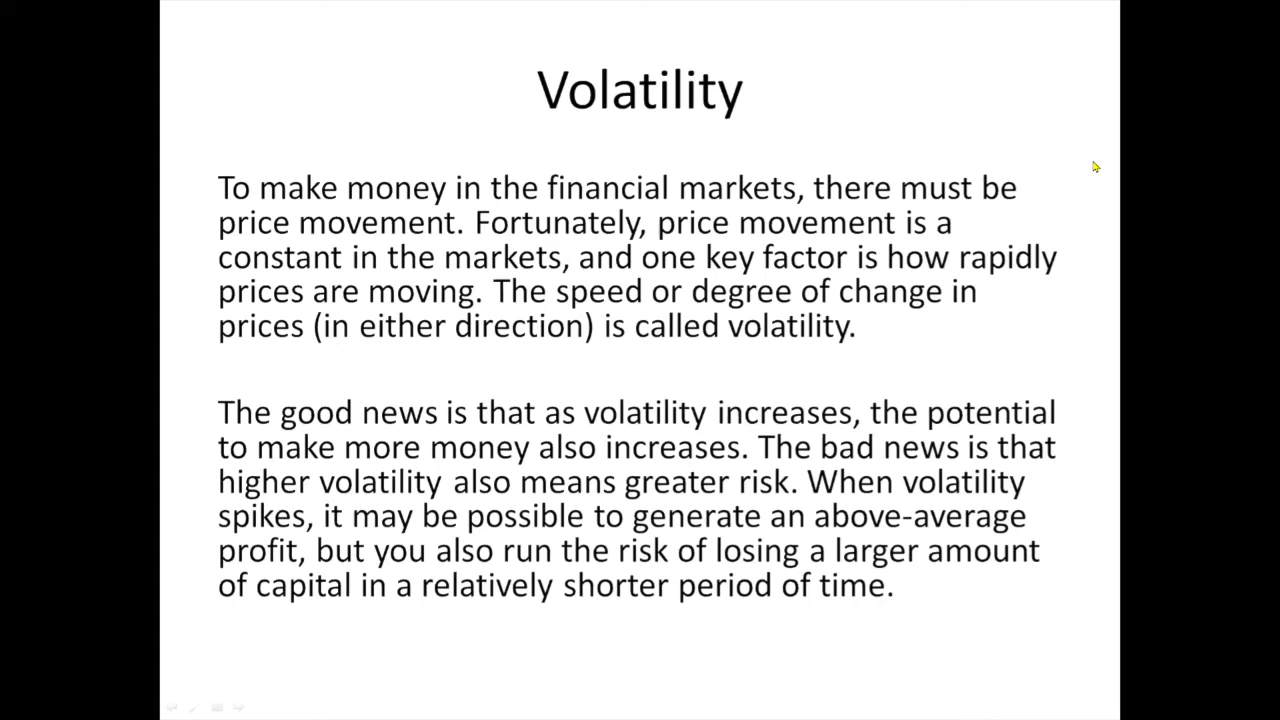 Volatility
To make money in the financial markets, there must be
price movement. Fortunately, price movement is a
constant in the markets, and one key factor is how rapidly
prices are moving. The speed or degree of change in
prices (in either direction) is called volatility.
The good news is that as volatility increases, the potential
to make more money also increases. The bad news is that
higher volatility also means greater risk. When volatility
spikes, it may be possible to generate an above-average
profit, but you also run the risk of losing a larger amount
of capital in a relatively shorter period of time.